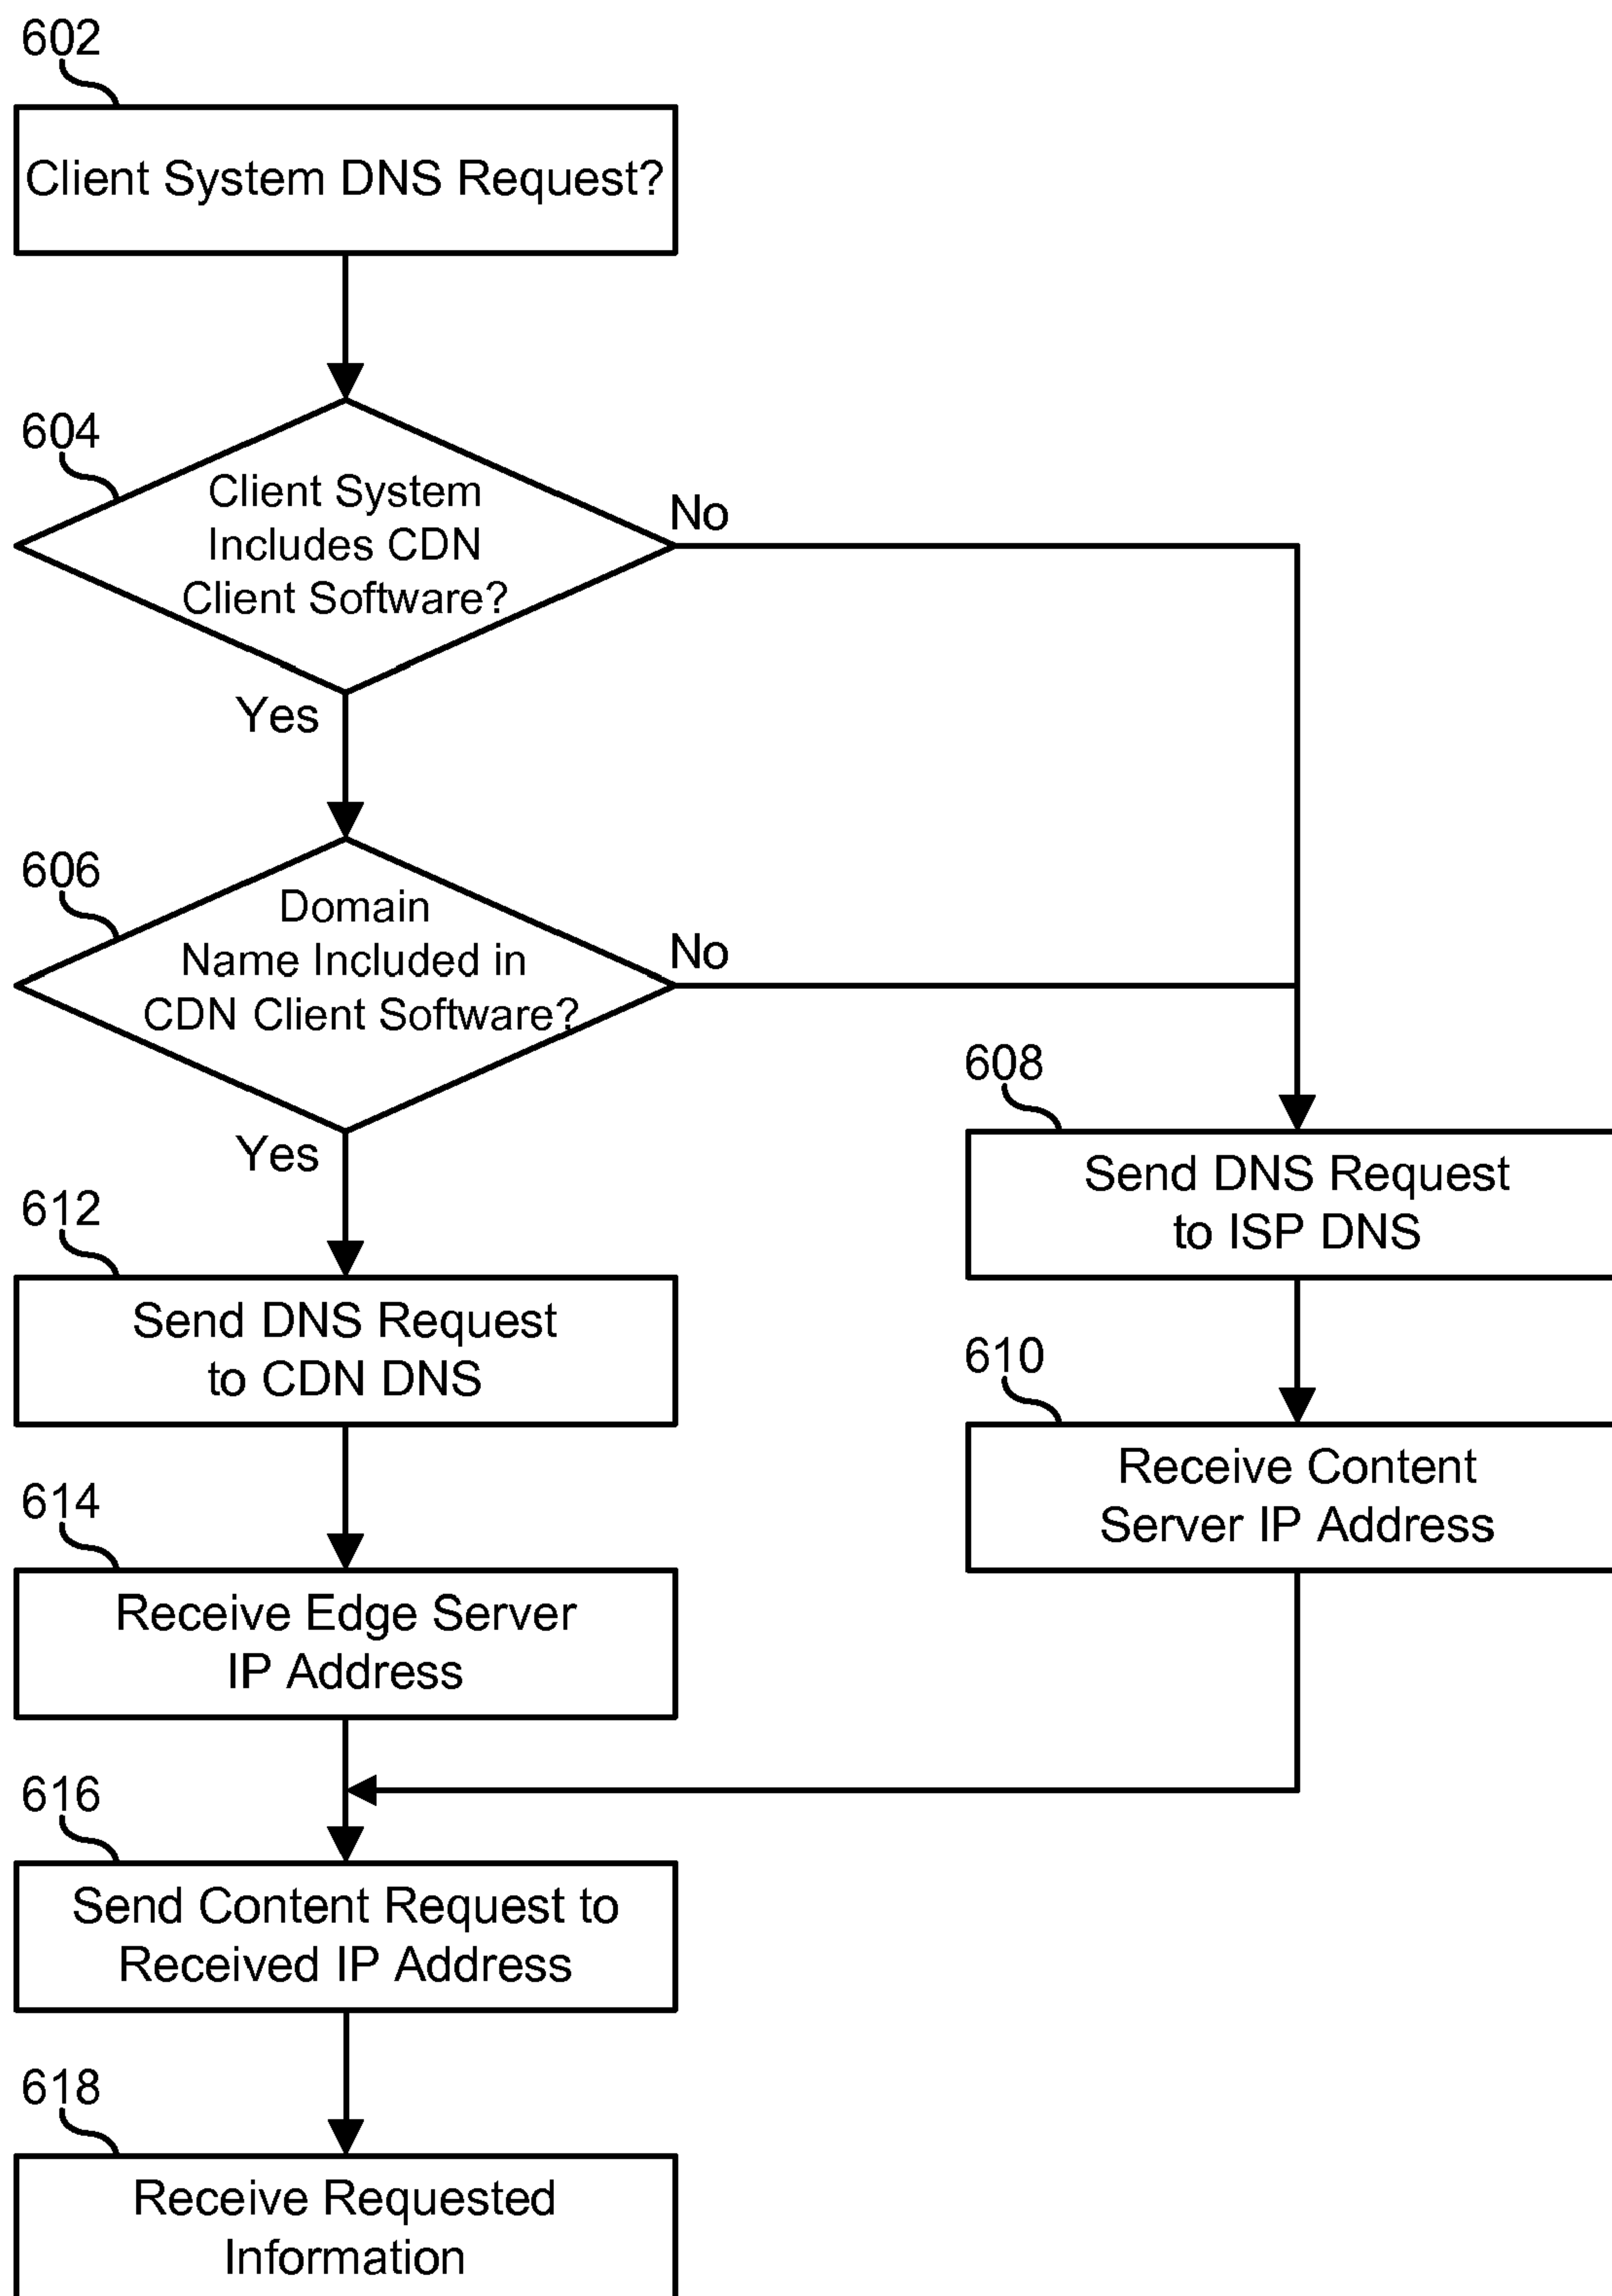 602
Client System DNS Request?
604
Client System
Includes CDN
Client Software?
No
Yes
606
Domain
Name Included in
CDN Client Software?
No
Yes
608
Send DNS Request
to ISP DNS
612
Send DNS Request
to CDN DNS
610
Receive Content
Server IP Address
614
Receive Edge Server
IP Address
616
Send Content Request to
Received IP Address
618
Receive Requested
Information